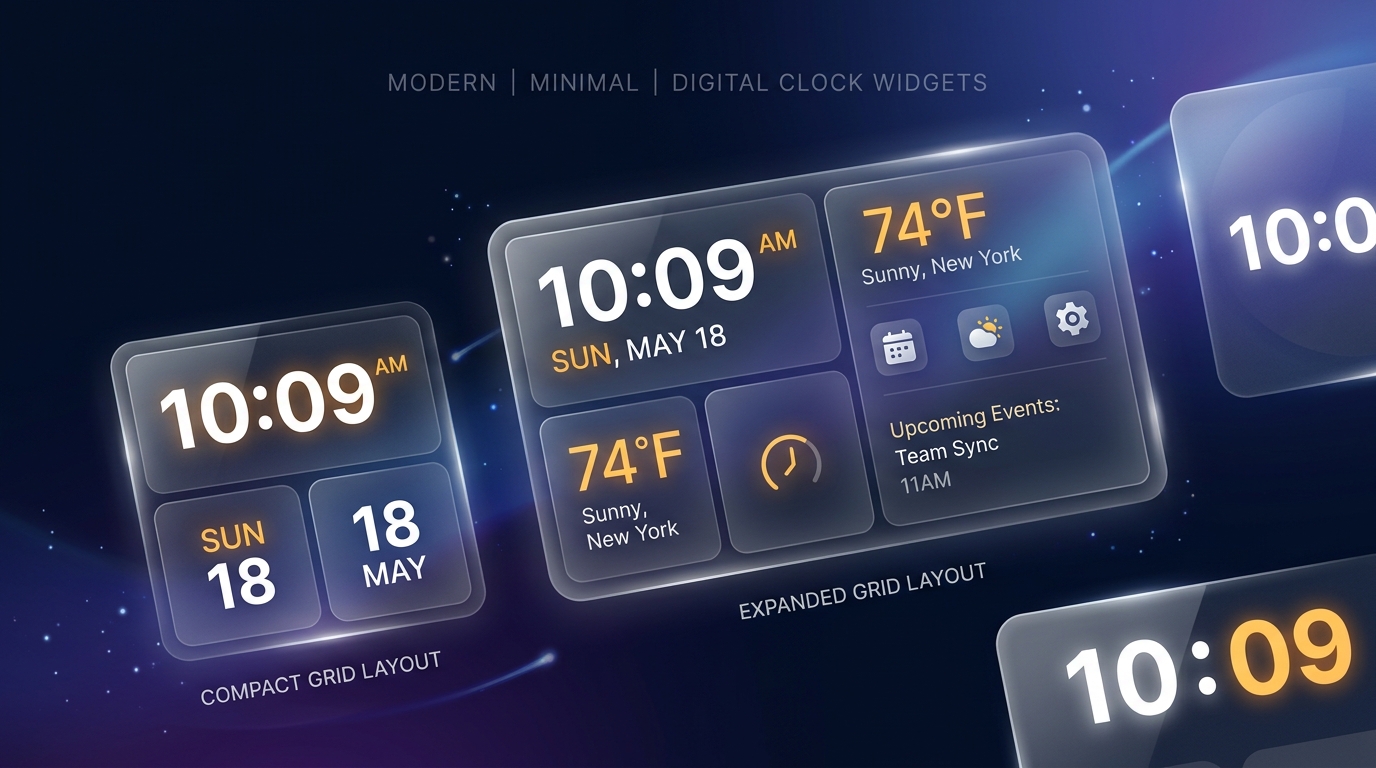 MODERN | MINIMAL | DIGITAL CLOCK WIDGETS
10:09 AM
SUN
18
18
MAY
COMPACT GRID LAYOUT
10:09 AM
SUN, MAY 18
74°F
Sunny,
New York
74°F
Sunny, New York
Upcoming Events:
Team Sync
11AM
EXPANDED GRID LAYOUT
10:0
10:09